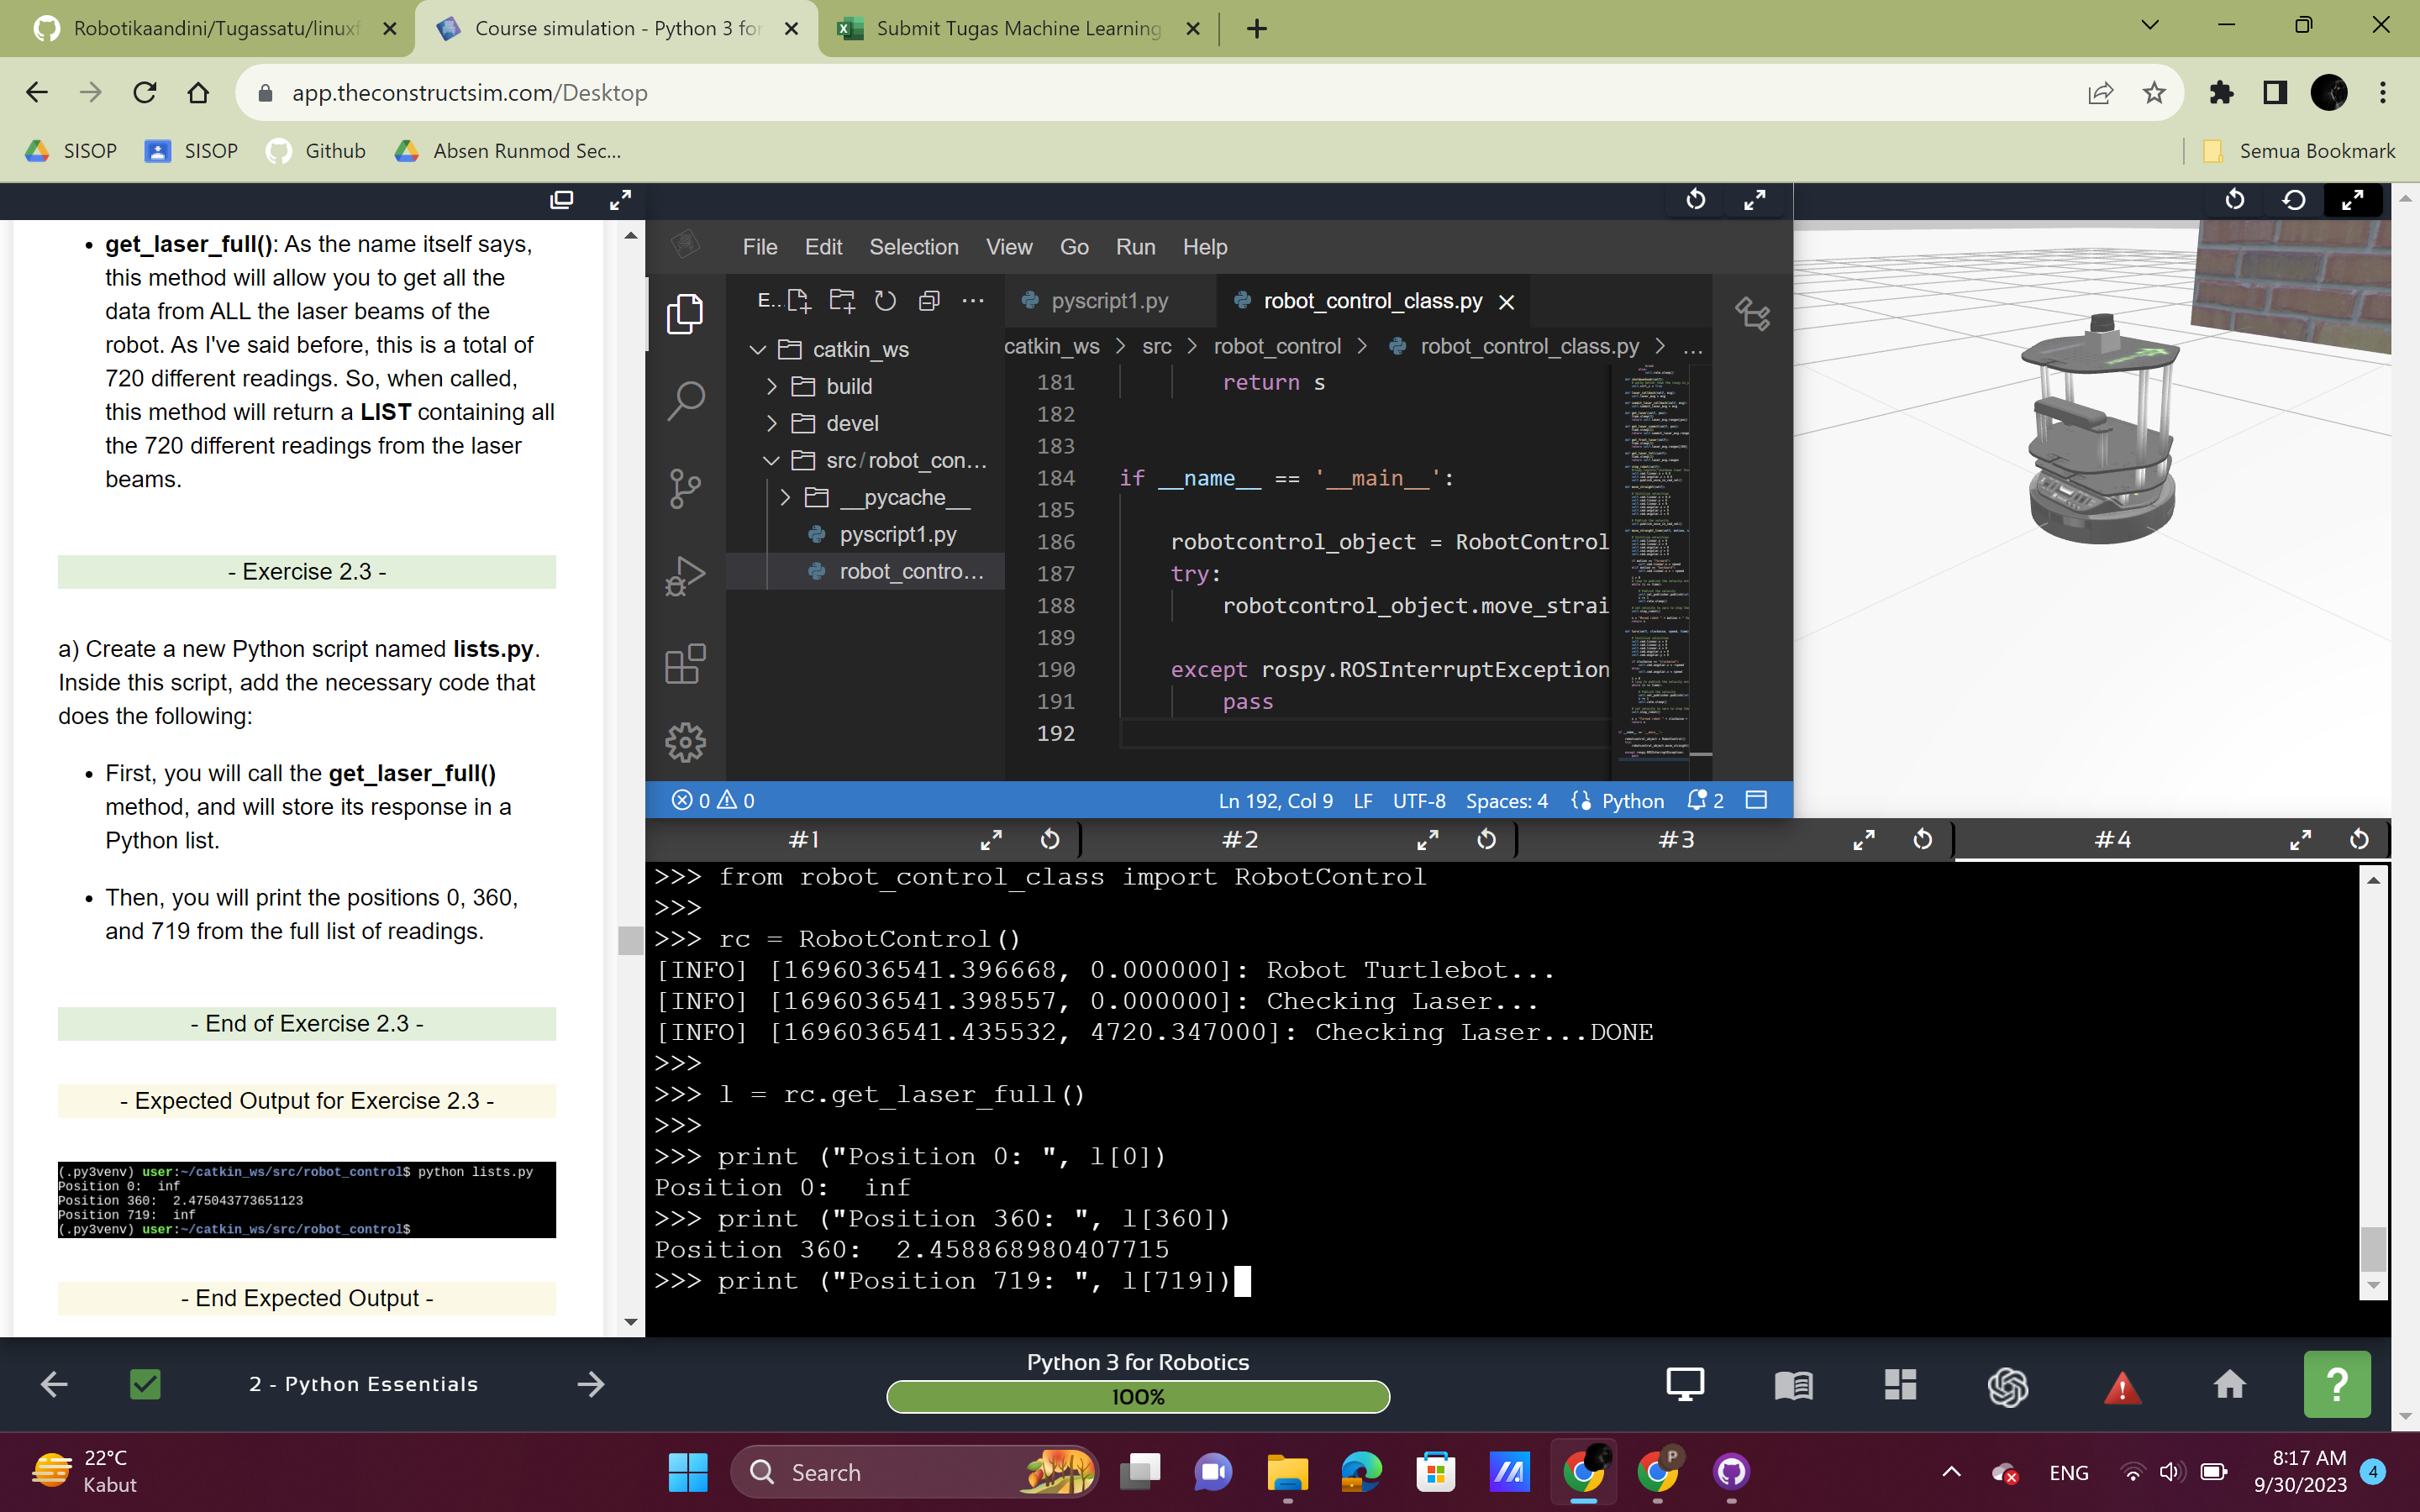 Robotikaandini/Tugassatu/linuxf
Course simulation - Python 3 for
Submit Tugas Machine Learning
app.theconstructsim.com/Desktop
SISOP
SISOP
Github
Absen Runmod Sec...
Semua Bookmark
• get_laser_full(): As the name itself says,
this method will allow you to get all the
data from ALL the laser beams of the
robot. As I've said before, this is a total of
720 different readings. So, when called,
this method will return a LIST containing all
the 720 different readings from the laser
beams.
- Exercise 2.3 -
a) Create a new Python script named lists.py.
Inside this script, add the necessary code that
does the following:
• First, you will call the get_laser_full()
method, and will store its response in a
Python list.
• Then, you will print the positions 0, 360,
and 719 from the full list of readings.
- End of Exercise 2.3 -
- Expected Output for Exercise 2.3 -
(.py3venv) user:~/catkin_ws/src/robot_control$ python lists.py
Position 0:  inf
Position 360:  2.475043773651123
Position 719:  inf
(.py3venv) user:~/catkin_ws/src/robot_control$
- End Expected Output -
File Edit Selection View Go Run Help
E...
catkin_ws
build
devel
src/robot_con...
__pycache__
pyscript1.py
robot_contro...
pyscript1.py
robot_control_class.py
catkin_ws > src > robot_control > robot_control_class.py > ...
181 return s
182
183
184 if __name__ == '__main__':
185
186 robotcontrol_object = RobotControl
187 try:
188 robotcontrol_object.move_strai
189
190 except rospy.ROSInterruptException
191 pass
192
0 0
Ln 192, Col 9 LF UTF-8 Spaces: 4 Python 2
#1 #2 #3 #4
>>> from robot_control_class import RobotControl
>>>
>>> rc = RobotControl()
[INFO] [1696036541.396668, 0.000000]: Robot Turtlebot...
[INFO] [1696036541.398557, 0.000000]: Checking Laser...
[INFO] [1696036541.435532, 4720.347000]: Checking Laser...DONE
>>>
>>> l = rc.get_laser_full()
>>>
>>> print ("Position 0: ", l[0])
Position 0:  inf
>>> print ("Position 360: ", l[360])
Position 360:  2.458868980407715
>>> print ("Position 719: ", l[719])
2 - Python Essentials
Python 3 for Robotics
100%
?
22°C
Kabut
Search
P
ENG
8:17 AM
9/30/2023
4